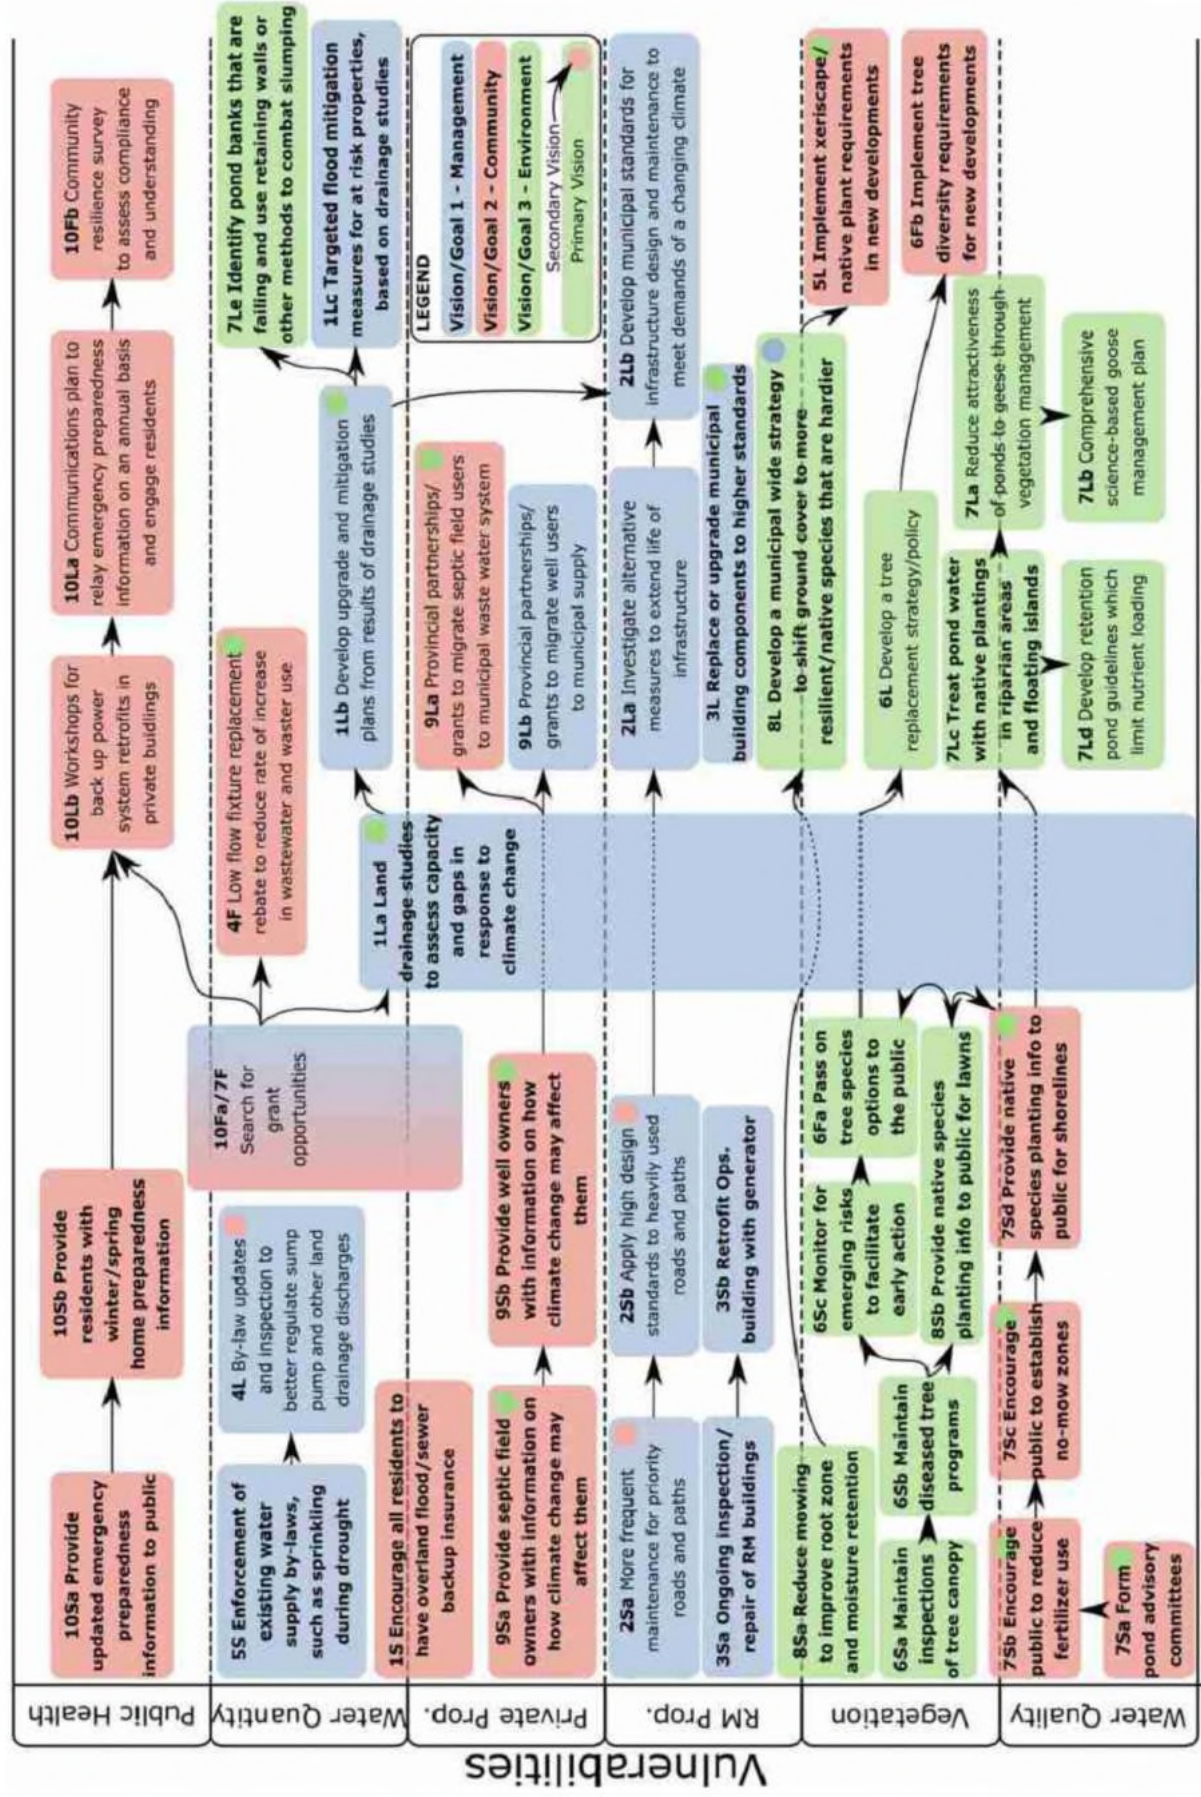 Vulnerabilities
Public Health
10Sa Provide
updated emergency
preparedness
information to public
10Sb Provide
residents with
winter/spring
home preparedness
information
10Lb Workshops for
back up power
system retrofits in
private buidlings
10La Communications plan to
relay emergency preparedness
information on an annual basis
and engage residents
10Fb Community
resilience survey
to assess compliance
and understanding
Water Quantity
5S Enforcement of
existing water
supply by-laws,
such as sprinkling
during drought
4L By-law updates
and inspection to
better regulate sump
pump and other land
drainage discharges
10Fa/7F
Search for
grant
opportunities
4F Low flow fixture replacement
rebate to reduce rate of increase
in wastewater and waster use
1La Land
drainage studies
to assess capacity
and gaps in
response to
climate change
1Lb Develop upgrade and mitigation
plans from results of drainage studies
7Le Identify pond banks that are
failing and use retaining walls or
other methods to combat slumping
1Lc Targeted flood mitigation
measures for at risk properties,
based on drainage studies
1S Encourage all residents to
have overland flood/sewer
backup insurance
Private Prop.
9Sa Provide septic field
owners with information on
how climate change may
affect them
9Sb Provide well owners
with information on how
climate change may affect
them
9La Provincial partnerships/
grants to migrate septic field users
to municipal waste water system
9Lb Provincial partnerships/
grants to migrate well users
to municipal supply
LEGEND
Vision/Goal 1 - Management
Vision/Goal 2 - Community
Vision/Goal 3 - Environment
Secondary Vision
Primary Vision
RM Prop.
2Sa More frequent
maintenance for priority
roads and paths
2Sb Apply high design
standards to heavily used
roads and paths
2La Investigate alternative
measures to extend life of
infrastructure
2Lb Develop municipal standards for
infrastructure design and maintenance to
meet demands of a changing climate
3Sa Ongoing inspection/
repair of RM buildings
3Sb Retrofit Ops.
building with generator
3L Replace or upgrade municipal
building components to higher standards
Vegetation
8Sa Reduce mowing
to improve root zone
and moisture retention
8L Develop a municipal wide strategy
to shift ground cover to more
resilient/native species that are hardier
5L Implement xeriscape/
native plant requirements
in new developments
6Sa Maintain
inspections
of tree canopy
6Sb Maintain
diseased tree
programs
6Sc Monitor for
emerging risks
to facilitate
early action
6Fa Pass on
tree species
options to
the public
8Sb Provide native species
planting info to public for lawns
6L Develop a tree
replacement strategy/policy
6Fb Implement tree
diversity requirements
for new developments
Water Quality
7Sb Encourage
public to reduce
fertilizer use
7Sa Form
pond advisory
committees
7Sc Encourage
public to establish
no-mow zones
7Sd Provide native
species planting info to
public for shorelines
7Lc Treat pond water
with native plantings
in riparian areas
and floating islands
7Ld Develop retention
pond guidelines which
limit nutrient loading
7La Reduce attractiveness
of ponds to geese through
vegetation management
7Lb Comprehensive
science-based goose
management plan